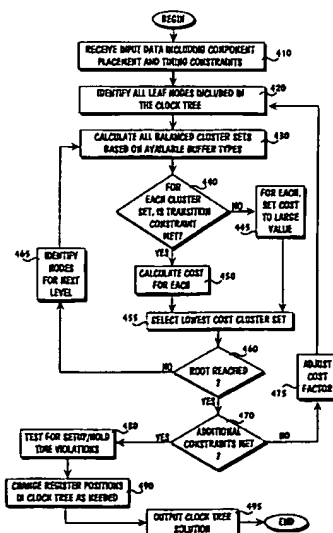 BEGIN
RECEIVE INPUT DATA INCLUDING COMPONENT
PLACEMENT AND TIMING CONSTRAINTS
410
IDENTIFY ALL LEAF NODES INCLUDED IN
THE CLOCK TREE
420
CALCULATE ALL BALANCED CLUSTER SETS
BASED ON AVAILABLE BUFFER TYPES
430
FOR
EACH CLUSTER
SET, IS TRANSITION
CONSTRAINT
MET?
440
NO
YES
FOR EACH,
SET COST
TO LARGE
VALUE
445
465
IDENTIFY
NODES
FOR NEXT
LEVEL
CALCULATE COST
FOR EACH
450
455
SELECT LOWEST COST CLUSTER SET
ROOT REACHED
?
460
NO
YES
ADJUST
COST
FACTOR
475
ADDITIONAL
CONSTRAINTS MET
?
470
YES
NO
480
TEST FOR SETUP/HOLD
TIME VIOLATIONS
490
CHANGE REGISTER POSITIONS
IN CLOCK TREE AS NEEDED
495
OUTPUT CLOCK TREE
SOLUTION
END